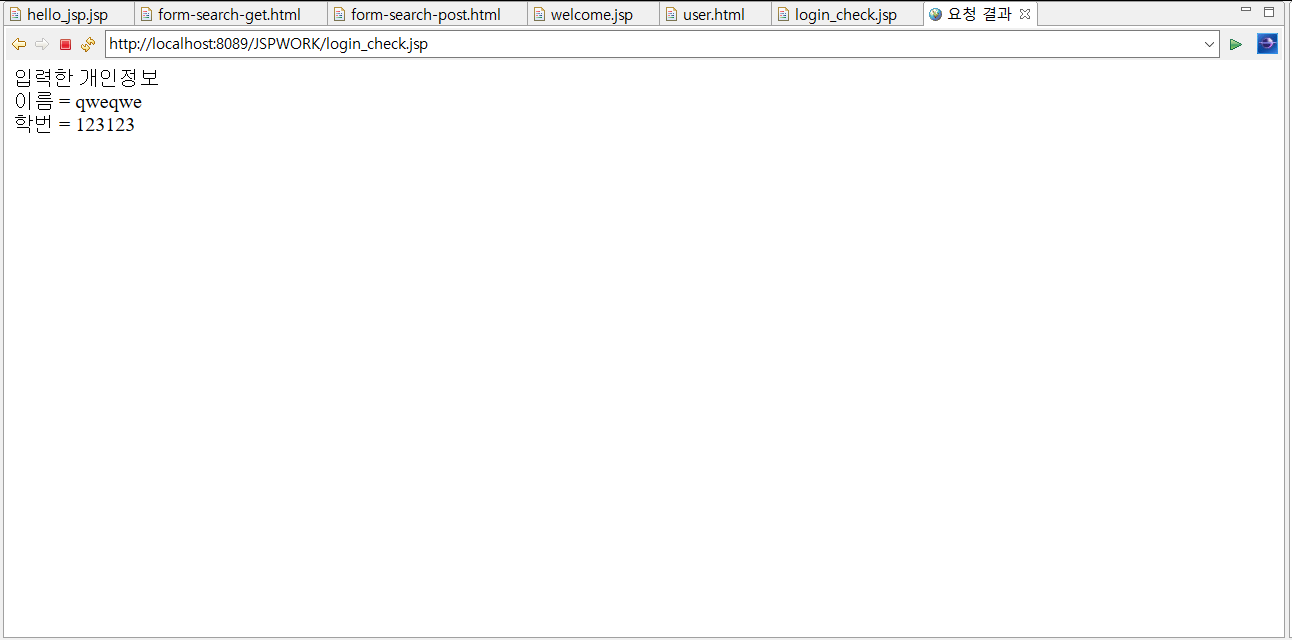 hello_jsp.jsp form-search-get.html form-search-post.html welcome.jsp user.html login_check.jsp 요청 결과
http://localhost:8089/JSPWORK/login_check.jsp
입력한 개인정보
이름 = qweqwe
학번 = 123123